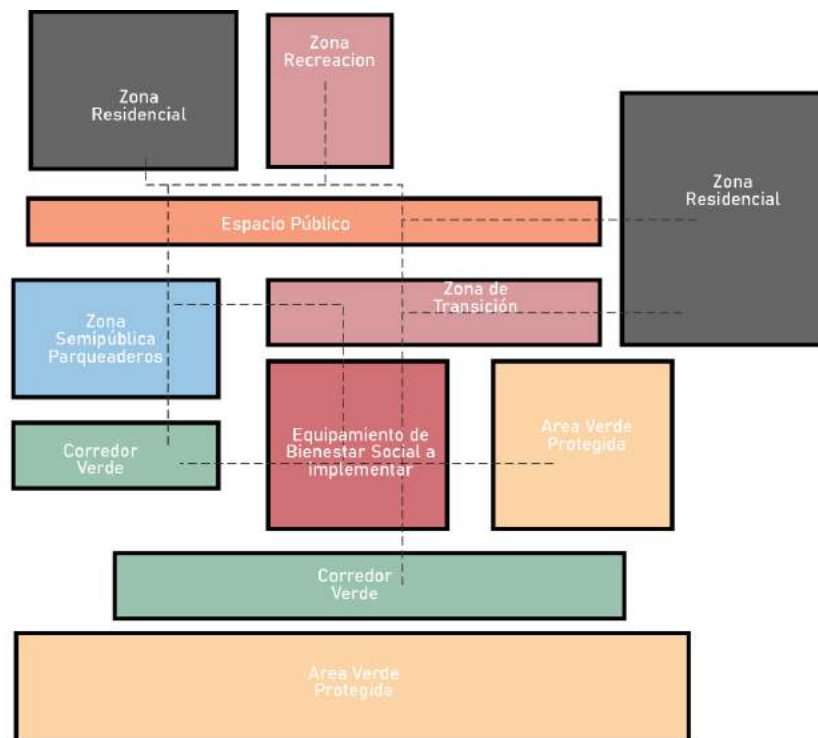 Zona
Recreacion
Zona
Residencial
Zona
Residencial
Espacio Público
Zona de
Transición
Zona
Semipública
Parqueaderos
Equipamiento de
Bienestar Social a
implementar
Area Verde
Protegida
Corredor
Verde
Corredor
Verde
Area Verde
Protegida